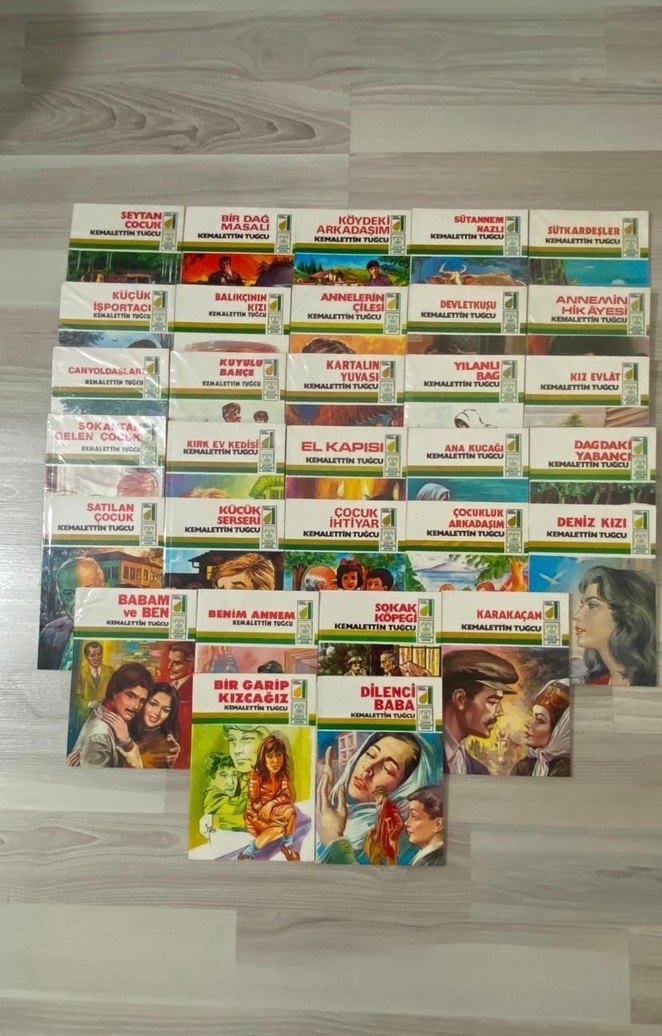 ŞEYTAN
ÇOCUK
KEMALETTİN TUĞCU
BİR DAĞ
MASALI
KEMALETTİN TUĞCU
KÖYDEKİ
ARKADAŞIM
KEMALETTİN TUĞCU
SÜTANNEM
NAZLI
KEMALETTİN TUĞCU
SÜTKARDEŞLER
KEMALETTİN TUĞCU
KÜÇÜK
İŞPORTACI
KEMALETTİN TUĞCU
BALIKÇININ
KIZI
KEMALETTİN TUĞCU
ANNELERİN
ÇİLESİ
KEMALETTİN TUĞCU
DEVLETKUŞU
KEMALETTİN TUĞCU
ANNEMİN
HİKÂYESİ
KEMALETTİN TUĞCU
CANYOLDAŞLAR
KEMALETTİN TUĞCU
KUYULU
BAHÇE
KEMALETTİN TUĞCU
KARTALIN
YUVASI
KEMALETTİN TUĞCU
YILANLI
BAĞ
KEMALETTİN TUĞCU
KIZ EVLÂT
KEMALETTİN TUĞCU
SOKAKTAN
GELEN ÇOCUK
KEMALETTİN TUĞCU
KIRK EV KEDİSİ
KEMALETTİN TUĞCU
EL KAPISI
KEMALETTİN TUĞCU
ANA KUCAĞI
KEMALETTİN TUĞCU
DAĞDAKİ
YABANCI
KEMALETTİN TUĞCU
SATILAN
ÇOCUK
KEMALETTİN TUĞCU
KÜÇÜK
SERSERİ
KEMALETTİN TUĞCU
ÇOCUK
İHTİYAR
KEMALETTİN TUĞCU
ÇOCUKLUK
ARKADAŞIM
KEMALETTİN TUĞCU
DENİZ KIZI
KEMALETTİN TUĞCU
BABAM
ve BEN
KEMALETTİN TUĞCU
BENİM ANNEM
KEMALETTİN TUĞCU
SOKAK
KÖPEĞİ
KEMALETTİN TUĞCU
KARAKAÇAN
KEMALETTİN TUĞCU
BİR GARİP
KIZCAĞIZ
KEMALETTİN TUĞCU
DİLENCİ
BABA
KEMALETTİN TUĞCU